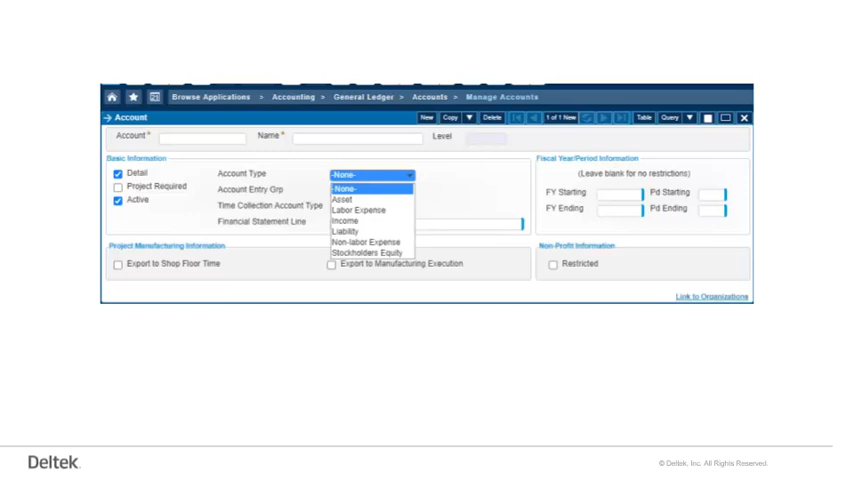 Browse Applications > Accounting > General Ledger > Accounts > Manage Accounts
Account New Copy Delete 1 of 1 New Table Query
Account * Name * Level
Basic Information Fiscal Year/Period Information
Detail Account Type -None- (Leave blank for no restrictions)
Project Required Account Entry Grp -None- FY Starting Pd Starting
Active Asset
Time Collection Account Type Labor Expense FY Ending Pd Ending
Financial Statement Line Income
Liability
Project Manufacturing Information Non-labor Expense Non-Profit Information
Stockholders Equity
Export to Shop Floor Time Export to Manufacturing Execution Restricted
Link to Organizations
Deltek.
© Deltek, Inc. All Rights Reserved.